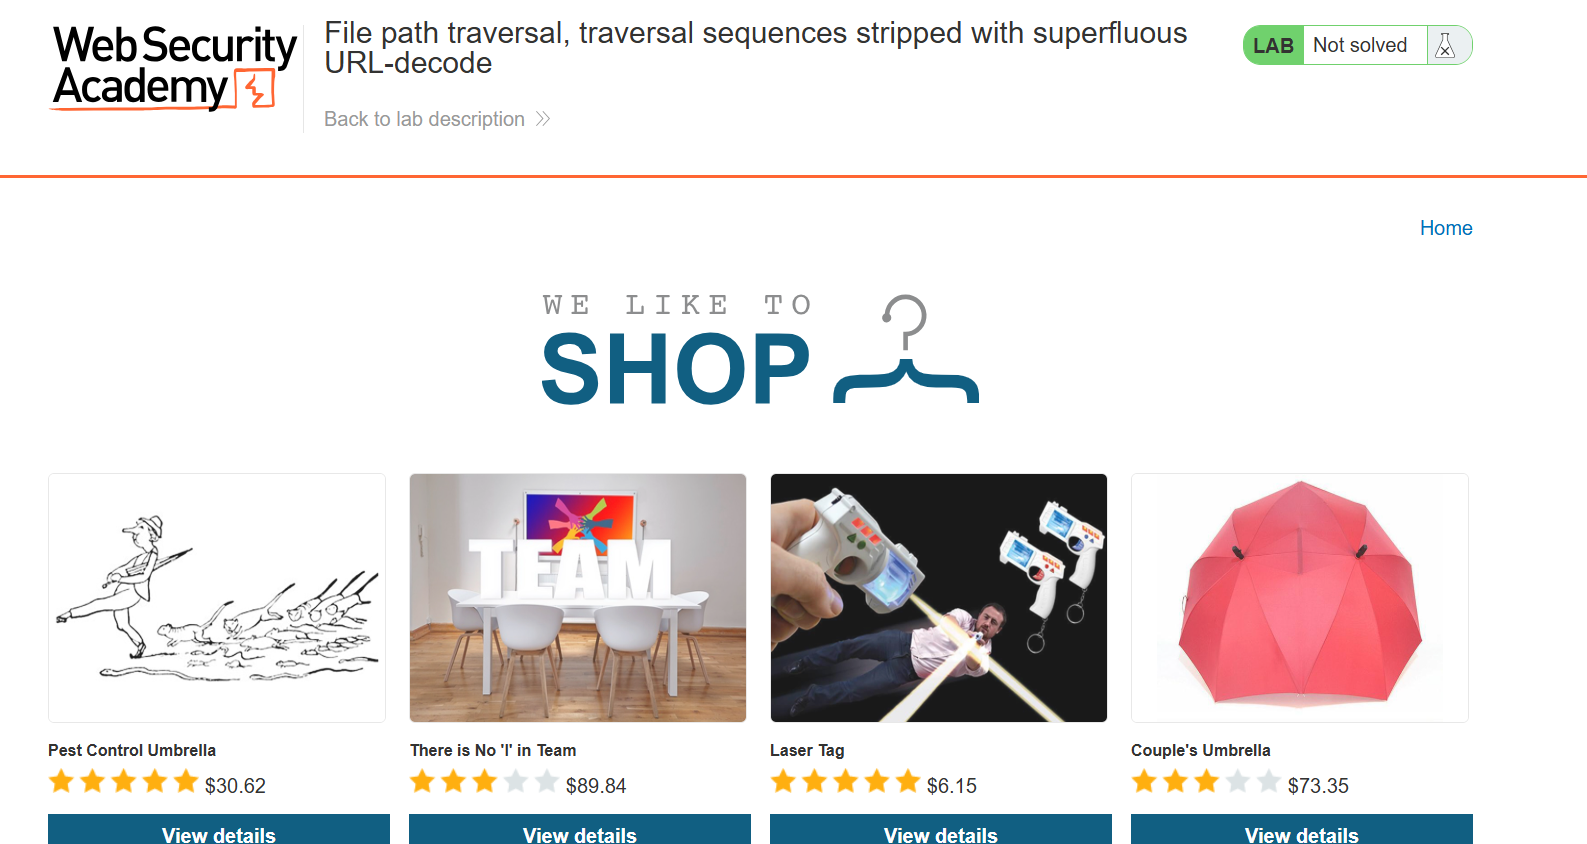 Web Security
Academy
File path traversal, traversal sequences stripped with superfluous
URL-decode
Back to lab description
LAB Not solved
Home
WE LIKE TO
SHOP
TEAM
Pest Control Umbrella
$30.62
View details
There is No 'I' in Team
$89.84
View details
Laser Tag
$6.15
View details
Couple's Umbrella
$73.35
View details